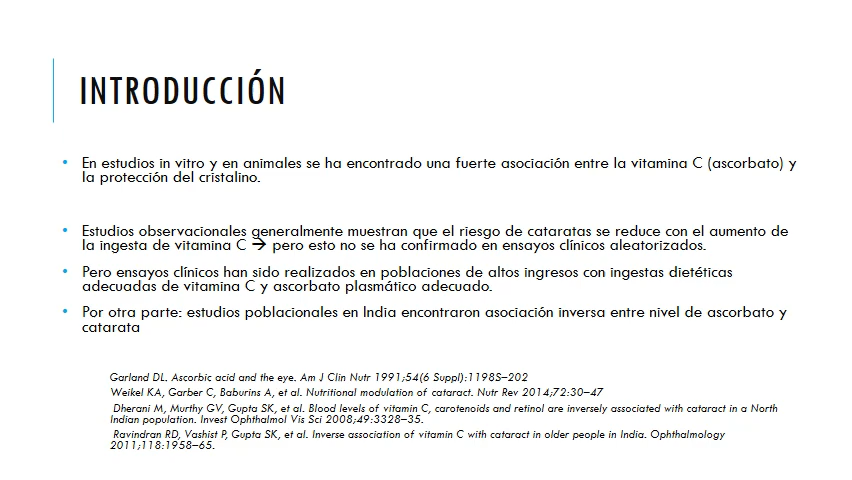 INTRODUCCIÓN
• En estudios in vitro y en animales se ha encontrado una fuerte asociación entre la vitamina C (ascorbato) y
la protección del cristalino.
• Estudios observacionales generalmente muestran que el riesgo de cataratas se reduce con el aumento de
la ingesta de vitamina C → pero esto no se ha confirmado en ensayos clínicos aleatorizados.
• Pero ensayos clínicos han sido realizados en poblaciones de altos ingresos con ingestas dietéticas
adecuadas de vitamina C y ascorbato plasmático adecuado.
• Por otra parte: estudios poblacionales en India encontraron asociación inversa entre nivel de ascorbato y
catarata
Garland DL. Ascorbic acid and the eye. Am J Clin Nutr 1991;54(6 Suppl):1198S–202
Weikel KA, Garber C, Baburins A, et al. Nutritional modulation of cataract. Nutr Rev 2014;72:30–47
Dherani M, Murthy GV, Gupta SK, et al. Blood levels of vitamin C, carotenoids and retinol are inversely associated with cataract in a North
Indian population. Invest Ophthalmol Vis Sci 2008;49:3328–35.
Ravindran RD, Vashist P, Gupta SK, et al. Inverse association of vitamin C with cataract in older people in India. Ophthalmology
2011;118:1958–65.